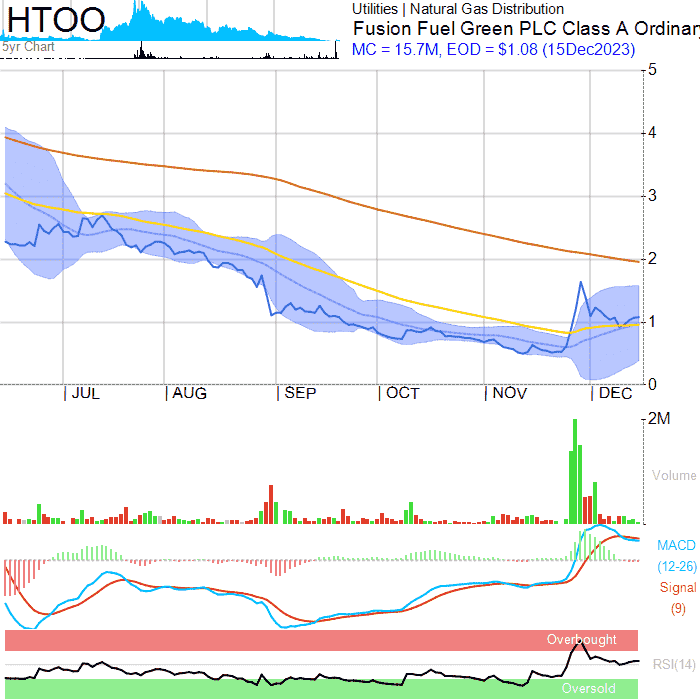 HTOO
5yr Chart
Utilities | Natural Gas Distribution
Fusion Fuel Green PLC Class A Ordinary
MC = 15.7M, EOD = $1.08 (15Dec2023)
5
4
3
2
1
0
JUL
AUG
SEP
OCT
NOV
DEC
2M
Volume
MACD
(12-26)
Signal
(9)
Overbought
RSI(14)
Oversold